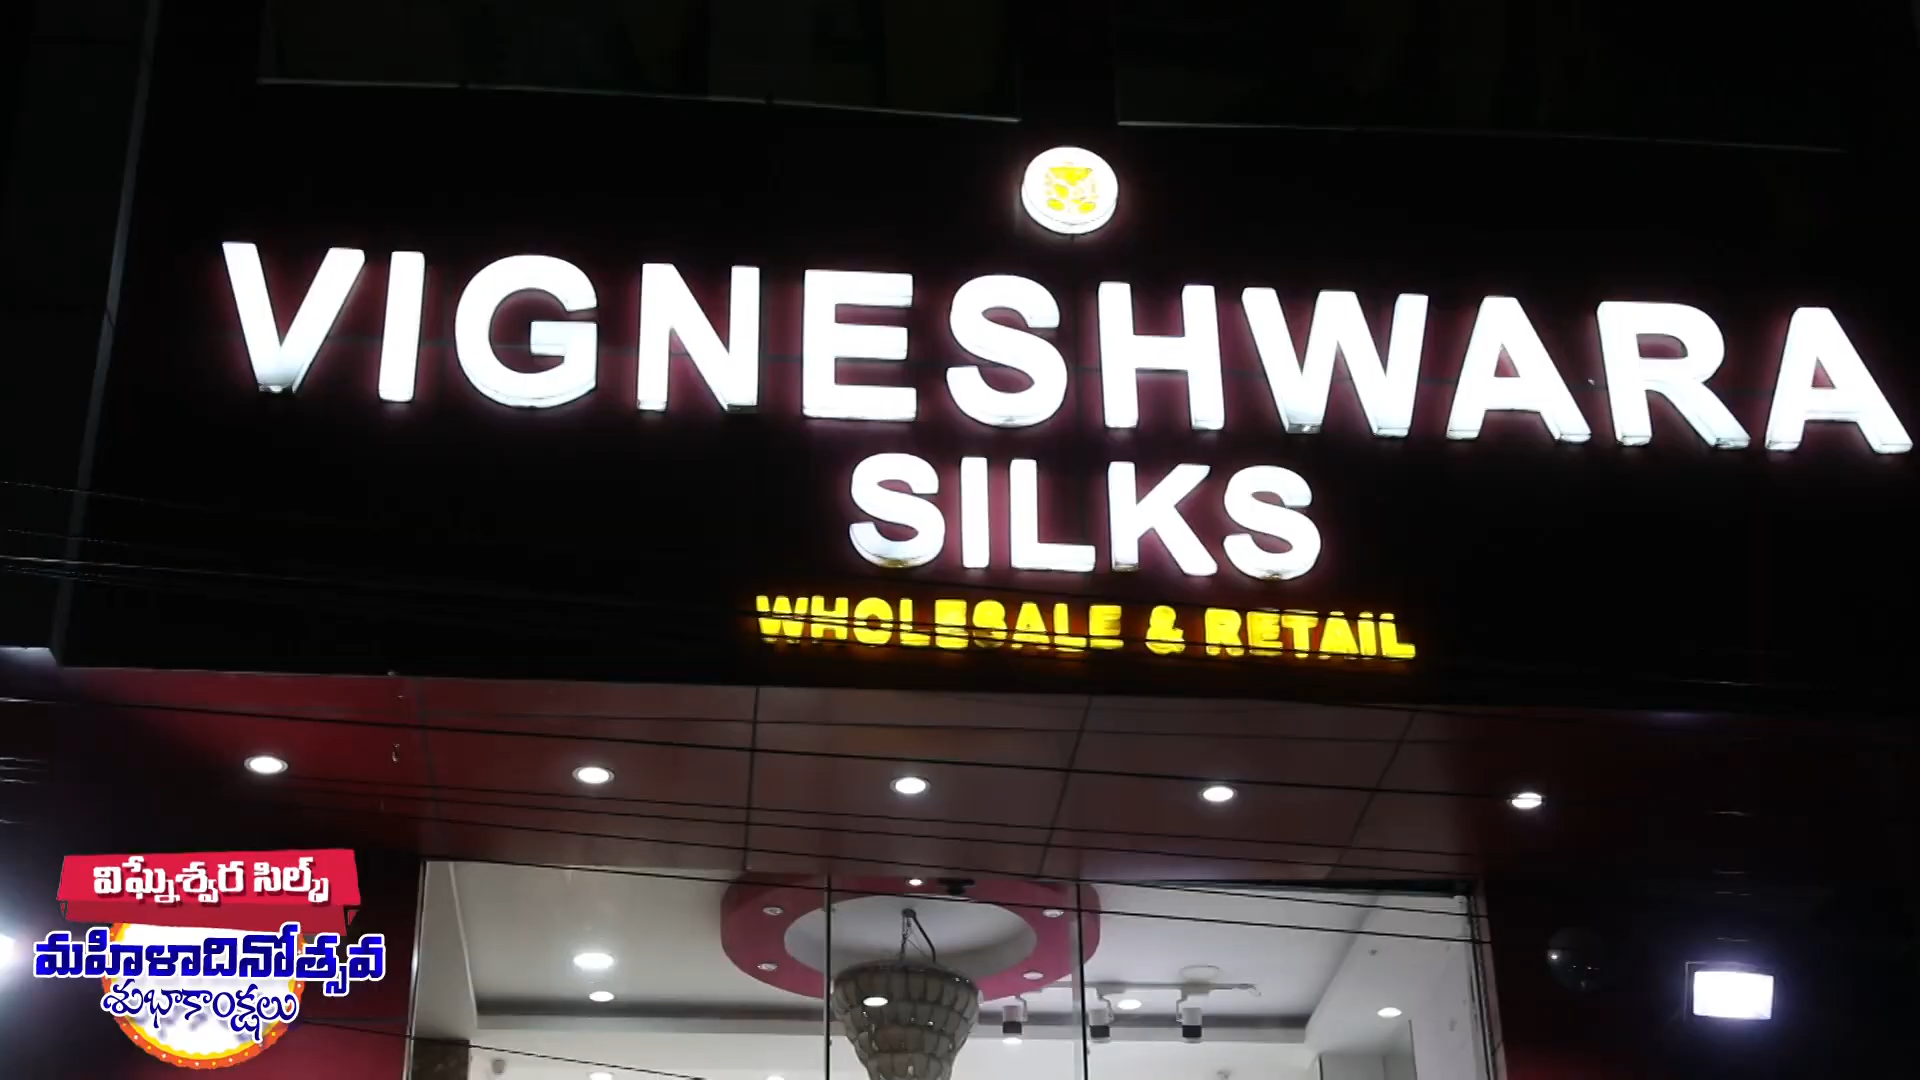 VIGNESHWARA
SILKS
WHOLESALE & RETAIL
విఘ్నేశ్వర సిల్క్స్
మహిళాదినోత్సవ
శుభాకాంక్షలు